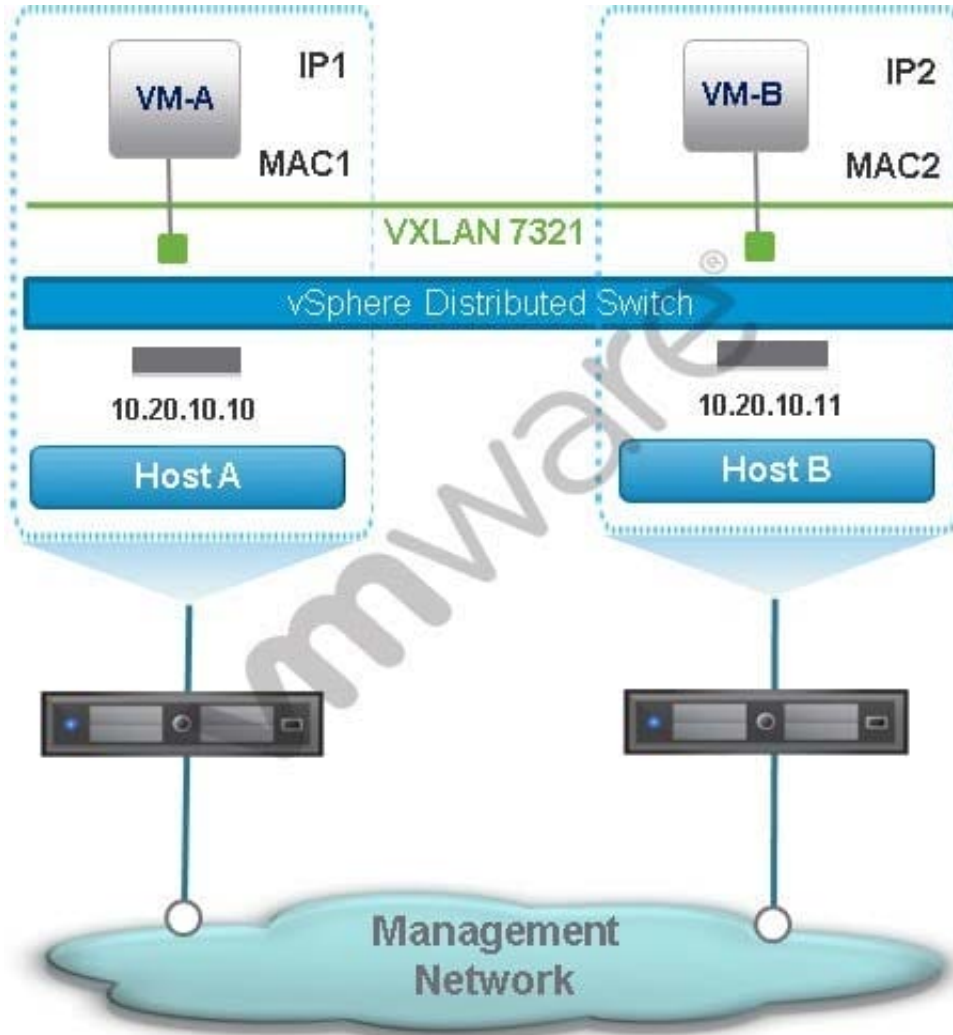 VM-A
IP1
MAC1
VM-B
IP2
MAC2
VXLAN 7321
vSphere Distributed Switch
10.20.10.10
10.20.10.11
Host A
Host B
vmware®
Management
Network